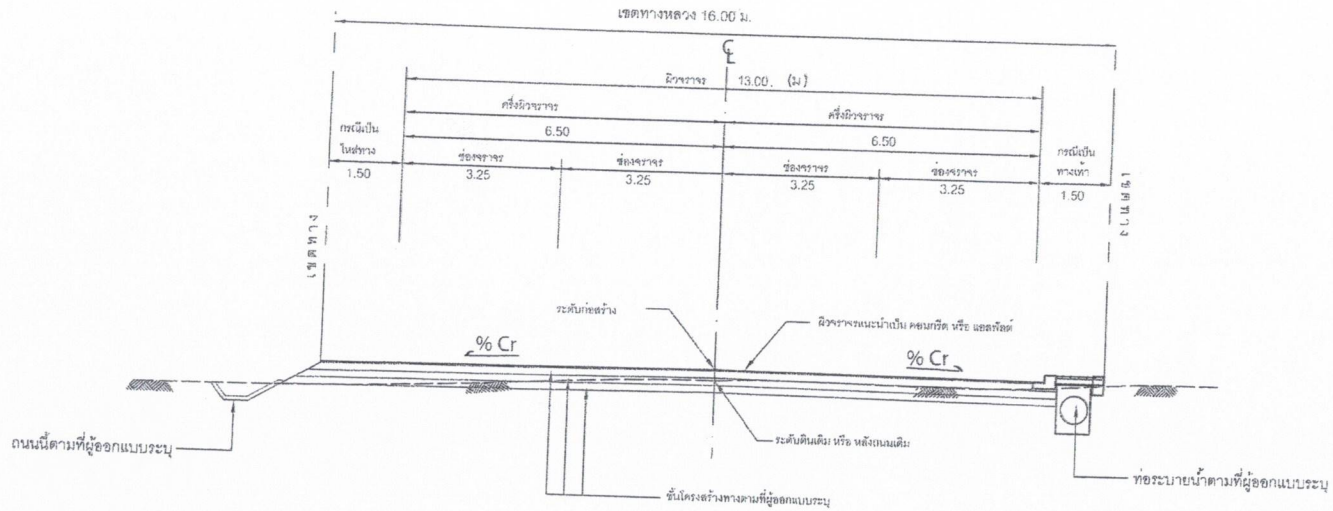 เขตทางหลวง 16.00 ม.
C
L
ผิวจราจร 13.00. (ม)
ครึ่งผิวจราจร ครึ่งผิวจราจร
6.50 6.50
กรณีเป็น
ไหล่ทาง
1.50
ช่องจราจร ช่องจราจร ช่องจราจร ช่องจราจร
3.25 3.25 3.25 3.25
กรณีเป็น
ทางเท้า
1.50
เขตทาง
เขตทาง
ระดับก่อสร้าง
ผิวจราจรแนะนำเป็น คอนกรีต หรือ แอสฟัลต์
% Cr % Cr
ถนนนี้ตามที่ผู้ออกแบบระบุ
ระดับดินเดิม หรือ หลังถนนเดิม
ท่อระบายน้ำตามที่ผู้ออกแบบระบุ
ชั้นโครงสร้างทางตามที่ผู้ออกแบบระบุ